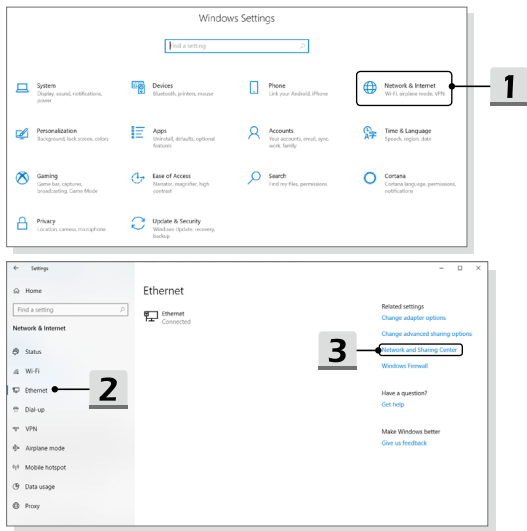 Windows Settings
Find a setting
System
Display, sound, notifications,
power
Devices
Bluetooth, printers, mouse
Phone
Link your Android, iPhone
Network & Internet
Wi-Fi, airplane mode, VPN
1
Personalization
Background, lock screen, colors
Apps
Uninstall, defaults, optional
features
Accounts
Your accounts, email, sync,
work, family
Time & Language
Speech, region, date
Gaming
Game bar, captures,
broadcasting, Game Mode
Ease of Access
Narrator, magnifier, high
contrast
Search
Find my files, permissions
Cortana
Cortana language, permissions,
notifications
Privacy
Location, camera, microphone
Update & Security
Windows Update, recovery,
backup
Settings
Home
Find a setting
Network & Internet
Status
Wi-Fi
Ethernet
2
Dial-up
VPN
Airplane mode
Mobile hotspot
Data usage
Proxy
Ethernet
Ethernet
Connected
Related settings
Change adapter options
Change advanced sharing options
3
Network and Sharing Center
Windows Firewall
Have a question?
Get help
Make Windows better
Give us feedback